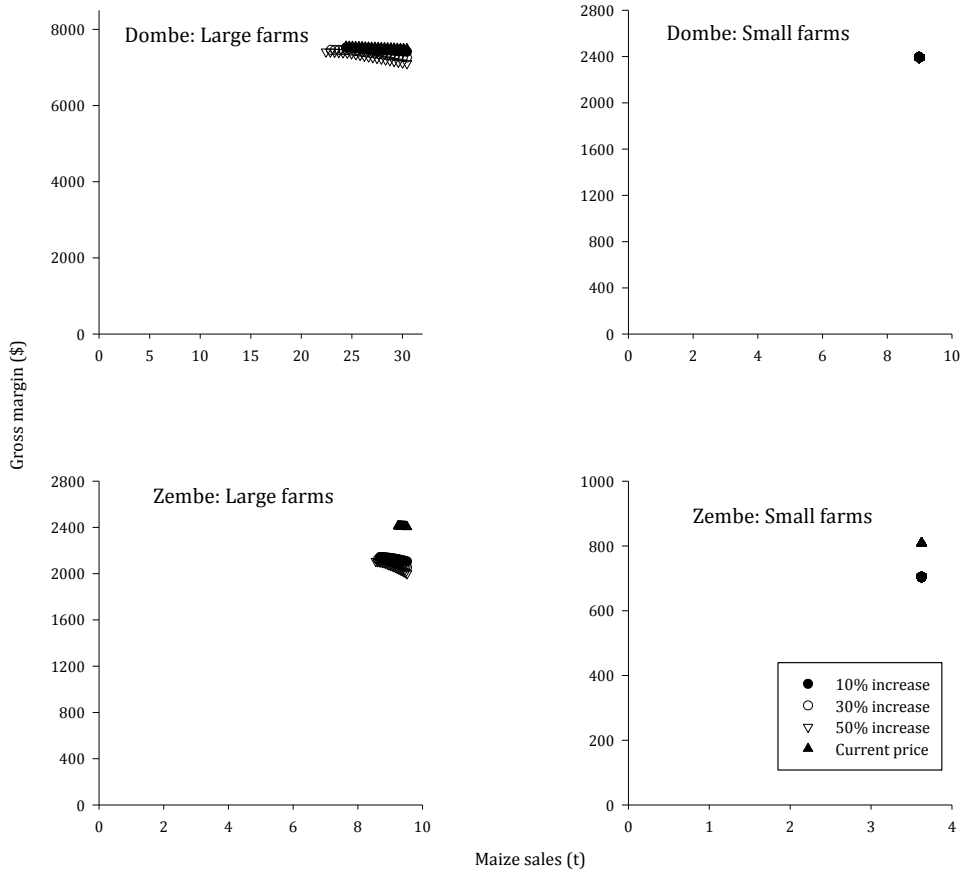 Dombe: Large farms
8000
6000
4000
2000
0
0 5 10 15 20 25 30
Dombe: Small farms
2800
2400
2000
1600
1200
800
400
0
0 2 4 6 8 10
Gross margin ($)
Zembe: Large farms
2800
2400
2000
1600
1200
800
400
0
0 2 4 6 8 10
Zembe: Small farms
1000
800
600
400
200
0
0 1 2 3 4
10% increase
30% increase
50% increase
Current price
Maize sales (t)